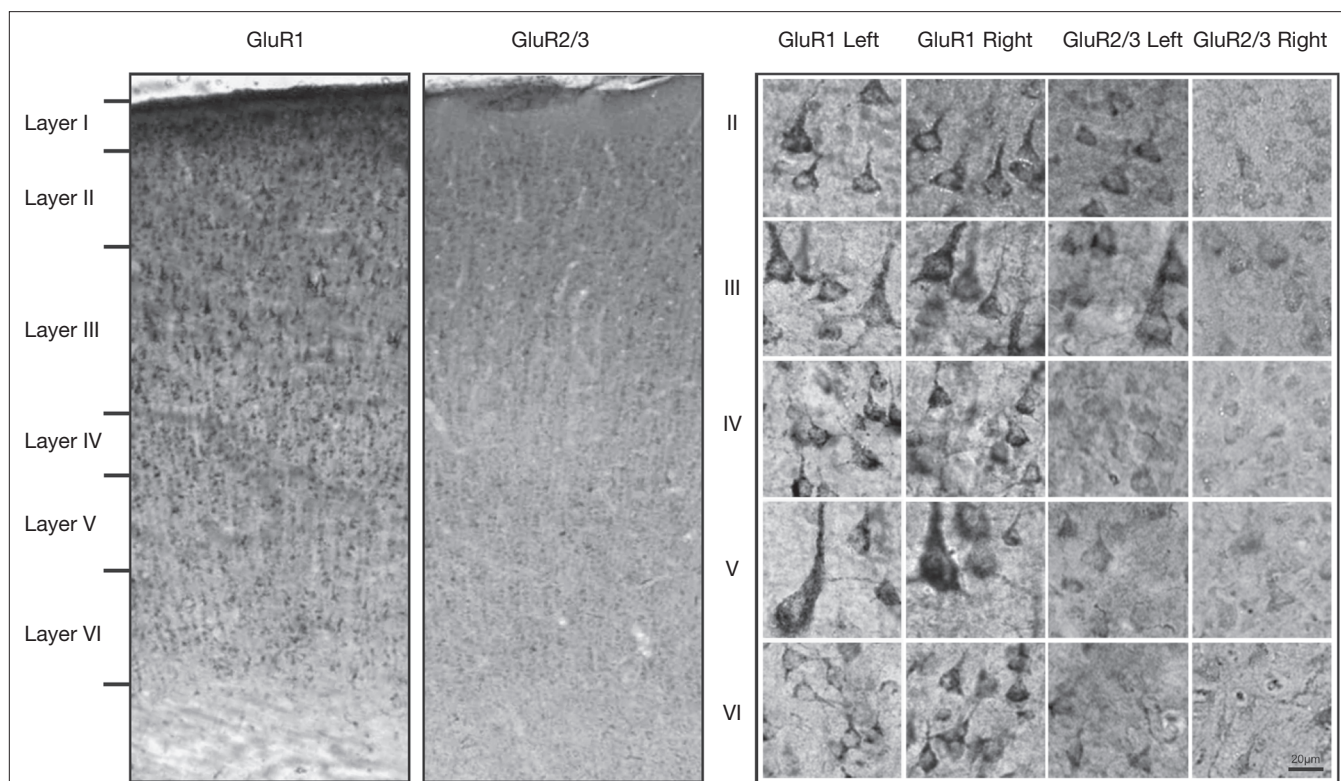 GluR1
GluR2/3
GluR1 Left
GluR1 Right
GluR2/3 Left
GluR2/3 Right
Layer I
Layer II
Layer III
Layer IV
Layer V
Layer VI
II
III
IV
V
VI
20µm